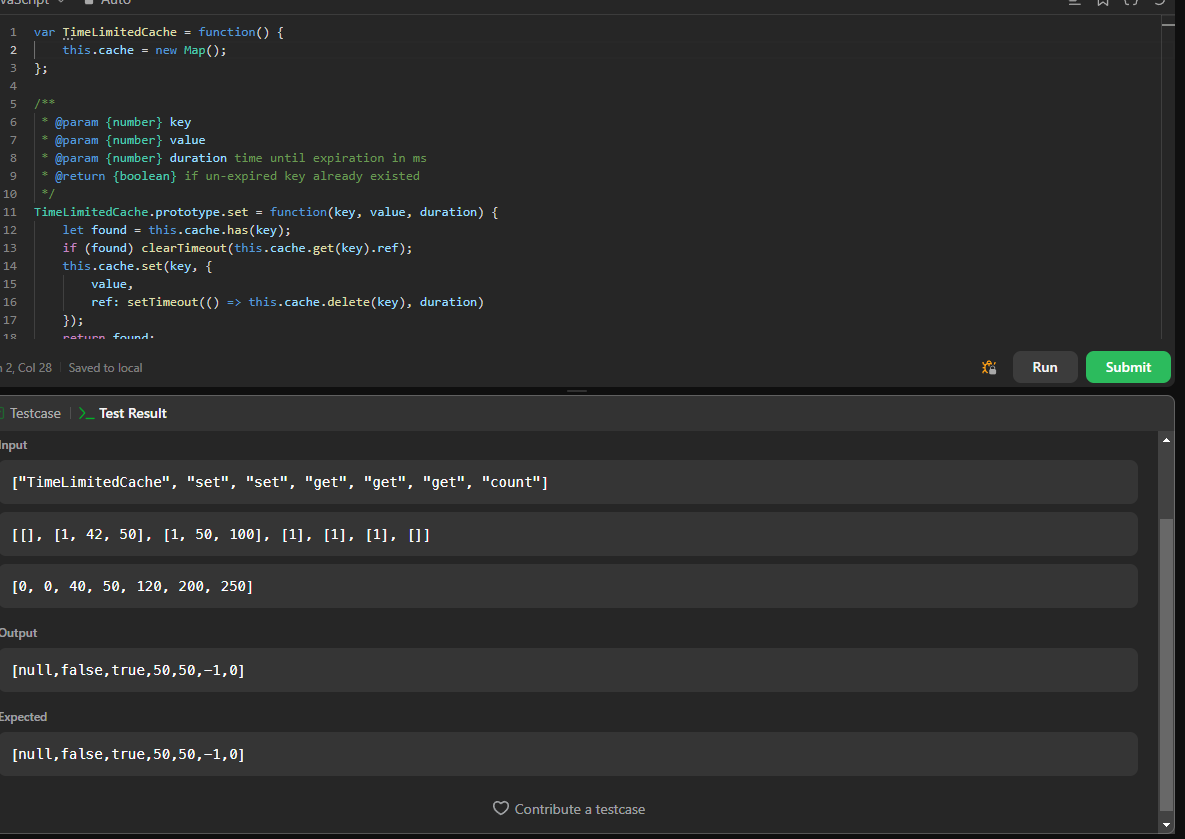 vaScript Auto
1 var TimeLimitedCache = function() {
2 this.cache = new Map();
3 };
4
5 /**
6 * @param {number} key
7 * @param {number} value
8 * @param {number} duration time until expiration in ms
9 * @return {boolean} if un-expired key already existed
10 */
11 TimeLimitedCache.prototype.set = function(key, value, duration) {
12 let found = this.cache.has(key);
13 if (found) clearTimeout(this.cache.get(key).ref);
14 this.cache.set(key, {
15 value,
16 ref: setTimeout(() => this.cache.delete(key), duration)
17 });
18 return found;
n 2, Col 28 Saved to local
Run Submit
Testcase >_ Test Result
Input
["TimeLimitedCache", "set", "set", "get", "get", "get", "count"]
[[], [1, 42, 50], [1, 50, 100], [1], [1], [1], []]
[0, 0, 40, 50, 120, 200, 250]
Output
[null,false,true,50,50,-1,0]
Expected
[null,false,true,50,50,-1,0]
Contribute a testcase